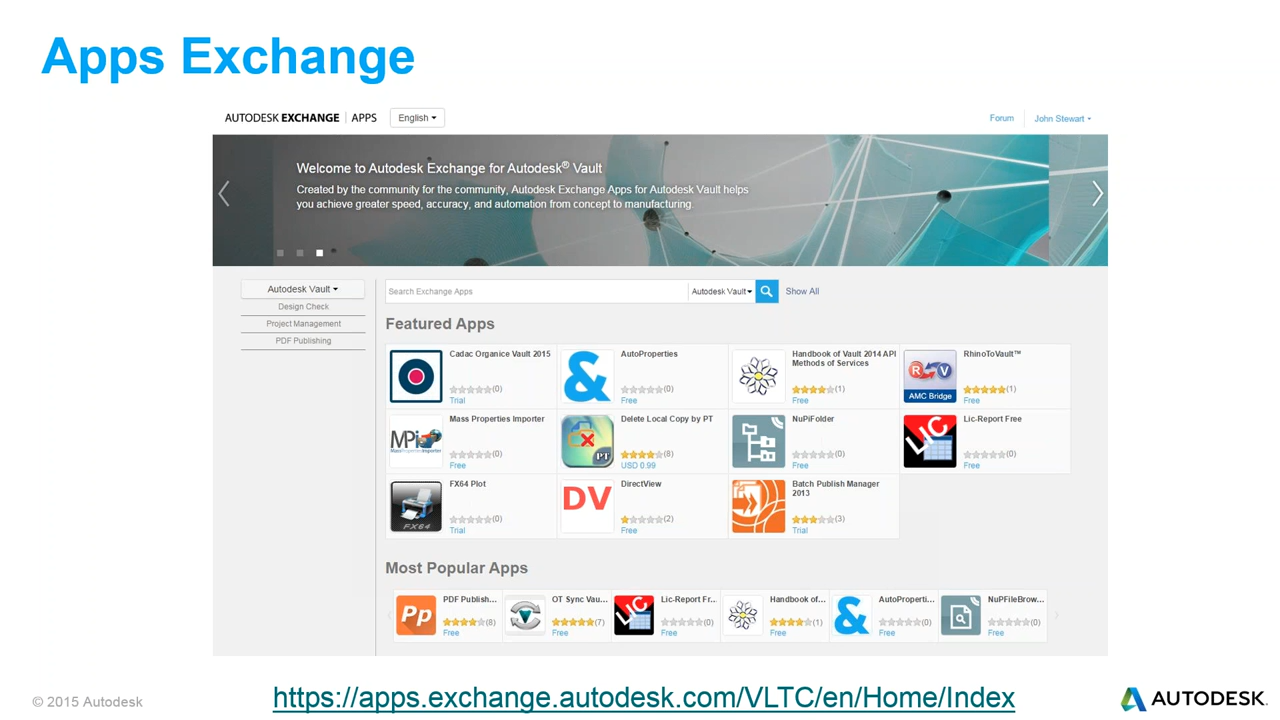 Apps Exchange
AUTODESK EXCHANGE | APPS
English
Forum
John Stewart
Welcome to Autodesk Exchange for Autodesk® Vault
Created by the community for the community, Autodesk Exchange Apps for Autodesk Vault helps
you achieve greater speed, accuracy, and automation from concept to manufacturing.
Autodesk Vault
Design Check
Project Management
PDF Publishing
Search Exchange Apps
Autodesk Vault
Show All
Featured Apps
Cadac Organice Vault 2015
(0)
Trial
&
AutoProperties
(0)
Free
Handbook of Vault 2014 API
Methods of Services
(1)
Free
R V
AMC Bridge
RhinoToVault™
(1)
Free
MPi
MassPropertiesImporter
Mass Properties Importer
(0)
Free
PT
Delete Local Copy by PT
(8)
USD 0.99
NuPiFolder
(0)
Free
LIC
Lic-Report Free
(0)
Free
FX64
FX64 Plot
(0)
Trial
DV
DirectView
(2)
Free
Batch Publish Manager
2013
(3)
Trial
Most Popular Apps
Pp
PDF Publish...
(8)
Free
OT Sync Vau...
(7)
Free
LIC
Lic-Report Fr...
(0)
Free
Handbook of...
(1)
Free
&
AutoProperti...
(0)
Free
NuPFileBrow...
(0)
Free
© 2015 Autodesk
https://apps.exchange.autodesk.com/VLTC/en/Home/Index
AUTODESK.